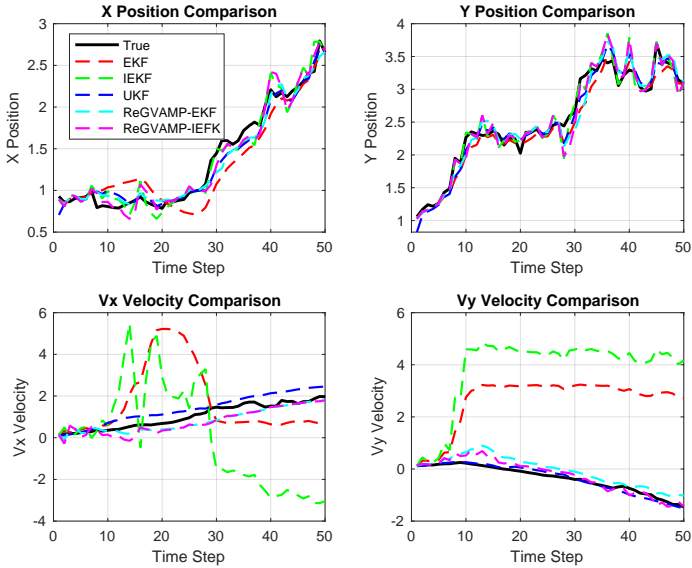 X Position Comparison
3
2.5
2
1.5
1
0.5
0
10
20
30
40
50
X Position
Time Step
True
EKF
IEKF
UKF
ReGVAMP-EKF
ReGVAMP-IEFK
Y Position Comparison
4
3.5
3
2.5
2
1.5
1
0
10
20
30
40
50
Y Position
Time Step
Vx Velocity Comparison
6
4
2
0
-2
-4
0
10
20
30
40
50
Vx Velocity
Time Step
Vy Velocity Comparison
6
4
2
0
-2
0
10
20
30
40
50
Vy Velocity
Time Step